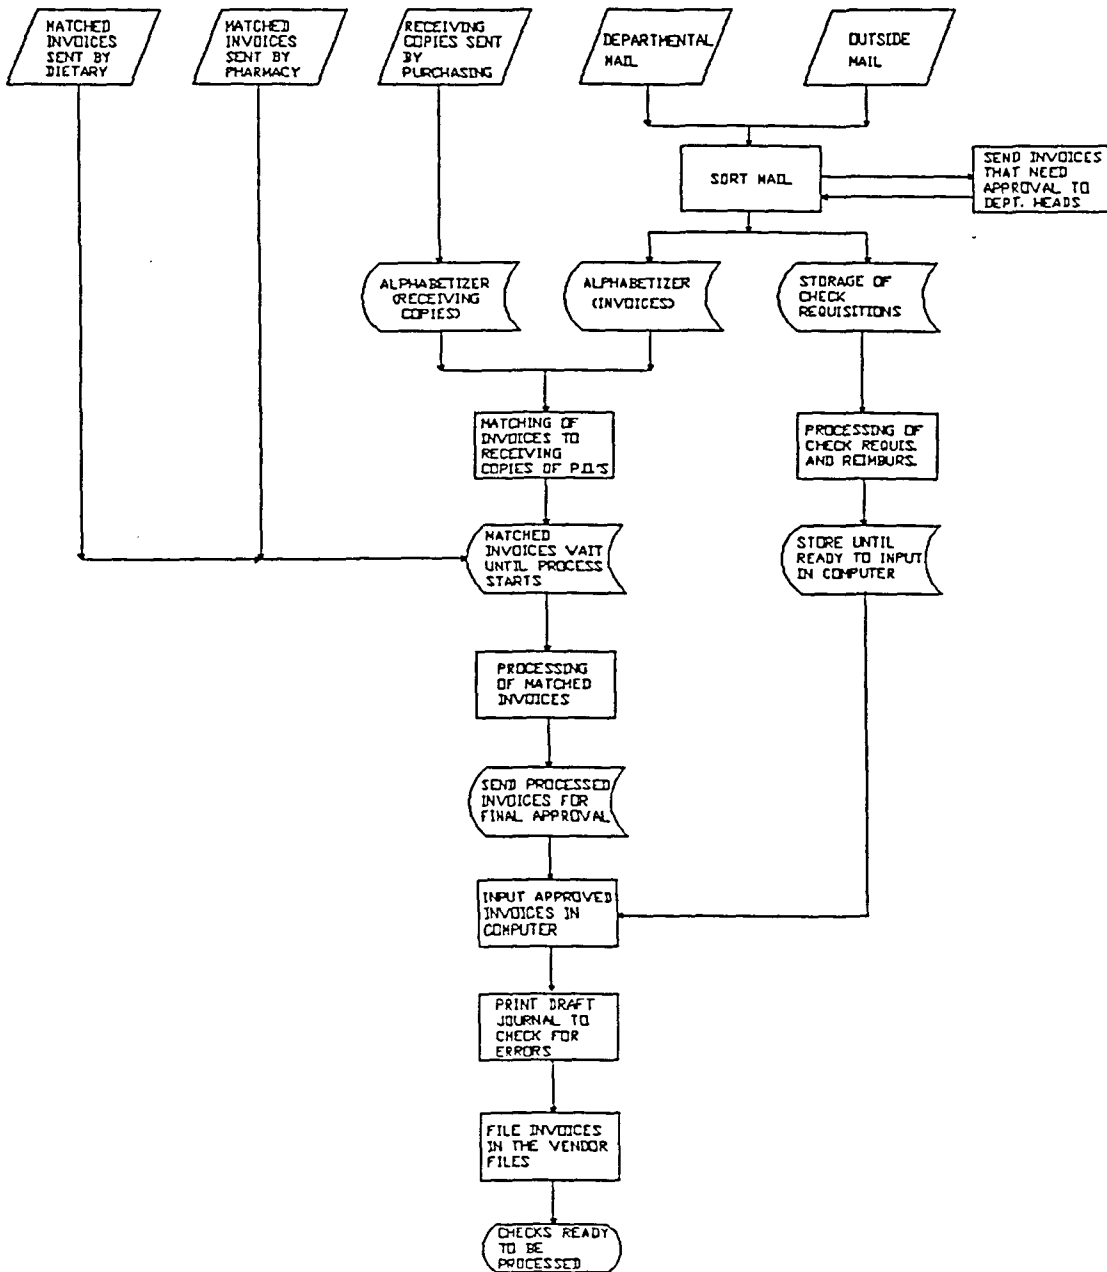 MATCHED
INVOICES
SENT BY
DIETARY
MATCHED
INVOICES
SENT BY
PHARMACY
RECEIVING
COPIES SENT
BY
PURCHASING
DEPARTMENTAL
MAIL
OUTSIDE
MAIL
SORT MAIL
SEND INVOICES
THAT NEED
APPROVAL TO
DEPT. HEADS
ALPHABETIZER
(RECEIVING
COPIES)
ALPHABETIZER
(INVOICES)
STORAGE OF
CHECK
REQUISITIONS
MATCHING OF
INVOICES TO
RECEIVING
COPIES OF P.O.'S
PROCESSING OF
CHECK REQUIS.
AND REIMBURS.
MATCHED
INVOICES WAIT
UNTIL PROCESS
STARTS
STORE UNTIL
READY TO INPUT
IN COMPUTER
PROCESSING
OF MATCHED
INVOICES
SEND PROCESSED
INVOICES FOR
FINAL APPROVAL
INPUT APPROVED
INVOICES IN
COMPUTER
PRINT DRAFT
JOURNAL TO
CHECK FOR
ERRORS
FILE INVOICES
IN THE VENDOR
FILES
CHECKS READY
TO BE
PROCESSED